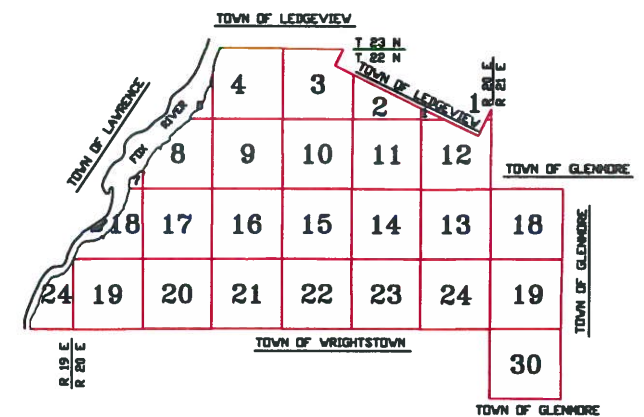 TOWN OF LEDGEVIEW
T 23 N
T 22 N
TOWN OF LEDGEVIEW
R 20 E
R 21 E
TOWN OF LAWRENCE
FOX RIVER
4 3 2 1
8 9 10 11 12
TOWN OF GLENMORE
18 17 16 15 14 13 18
TOWN OF GLENMORE
24 19 20 21 22 23 24 19
R 19 E
R 20 E
TOWN OF WRIGHTSTOWN
30
TOWN OF GLENMORE